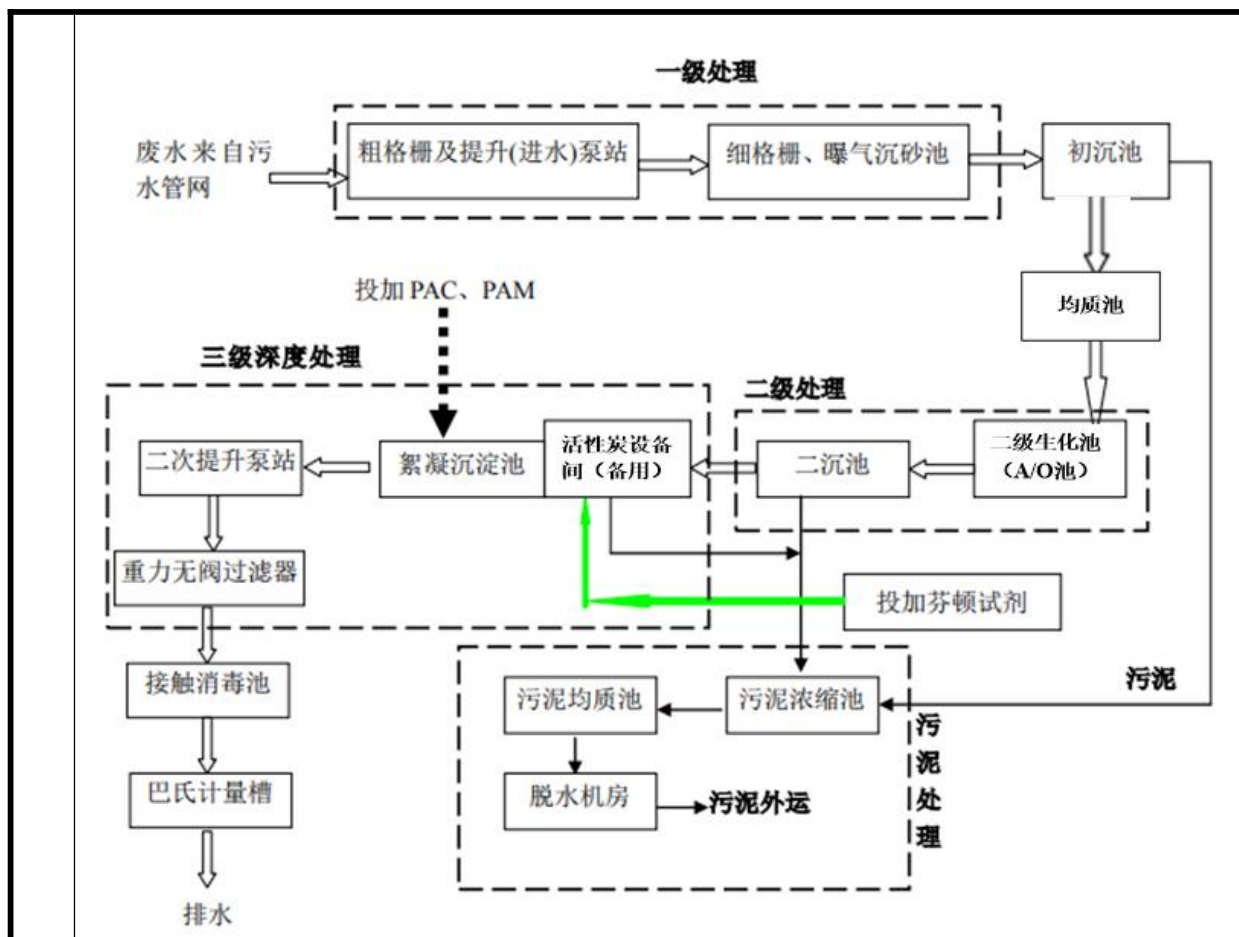 一级处理
废水来自污
水管网
粗格栅及提升(进水)泵站
细格栅、曝气沉砂池
初沉池
均质池
投加 PAC、PAM
三级深度处理
二级处理
二次提升泵站
絮凝沉淀池
活性炭设备
间（备用）
二沉池
二级生化池
（A/O池）
重力无阀过滤器
投加芬顿试剂
接触消毒池
污泥均质池
污泥浓缩池
污泥
污
泥
处
理
巴氏计量槽
脱水机房
污泥外运
排水